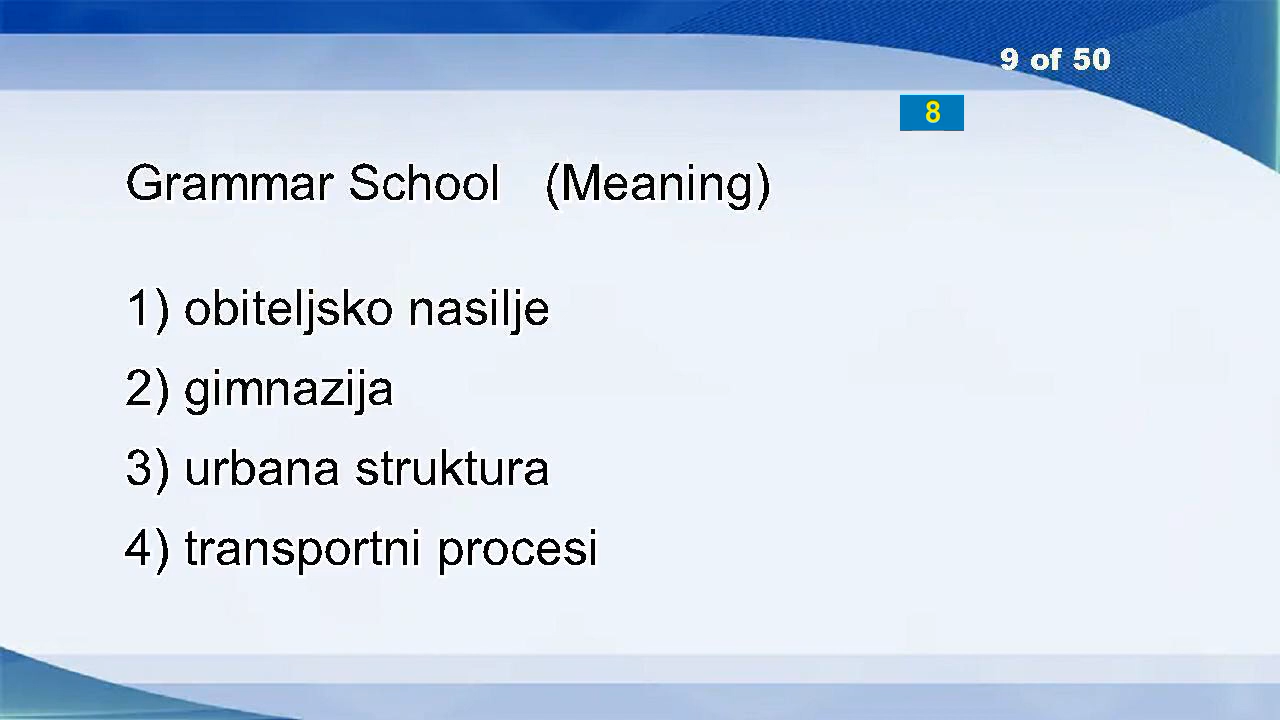 9 of 50
8
Grammar School (Meaning)
1) obiteljsko nasilje
2) gimnazija
3) urbana struktura
4) transportni procesi